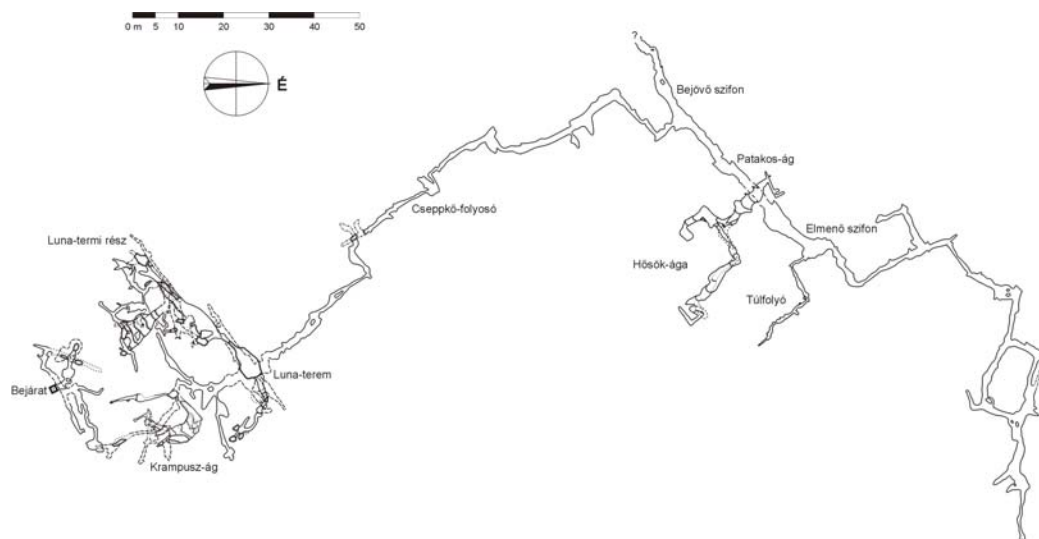 0 m 5 10 20 30 40 50
É
?
Bejövő szifon
Patakos-ág
Cseppkő-folyosó
Elmenő szifon
Luna-termi rész
Hősök-ága
Túlfolyó
Luna-terem
Bejárat
Krampusz-ág